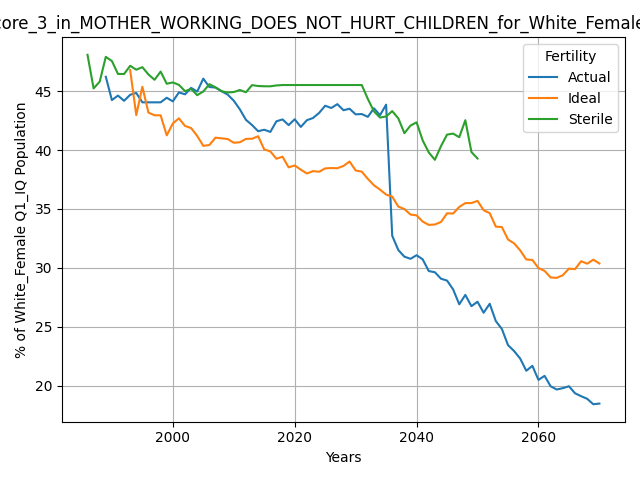 core_3_in_MOTHER_WORKING_DOES_NOT_HURT_CHILDREN_for_White_Female
Fertility
Actual
Ideal
Sterile
% of White_Female Q1_IQ Population
45
40
35
30
25
20
2000
2020
2040
2060
Years